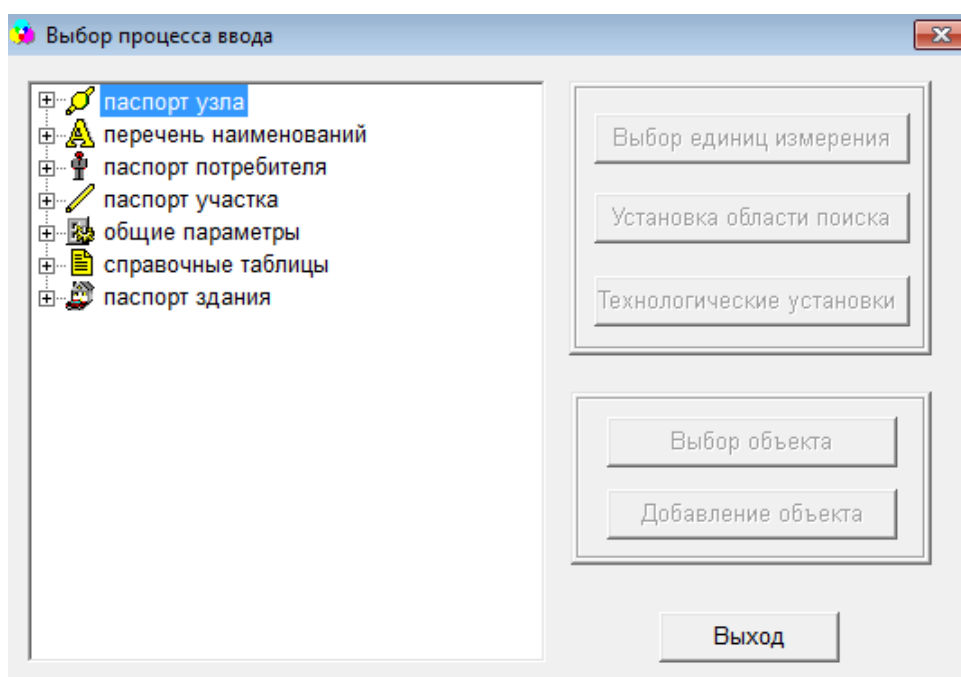 Выбор процесса ввода
паспорт узла
перечень наименований
паспорт потребителя
паспорт участка
общие параметры
справочные таблицы
паспорт здания
Выбор единиц измерения
Установка области поиска
Технологические установки
Выбор объекта
Добавление объекта
Выход